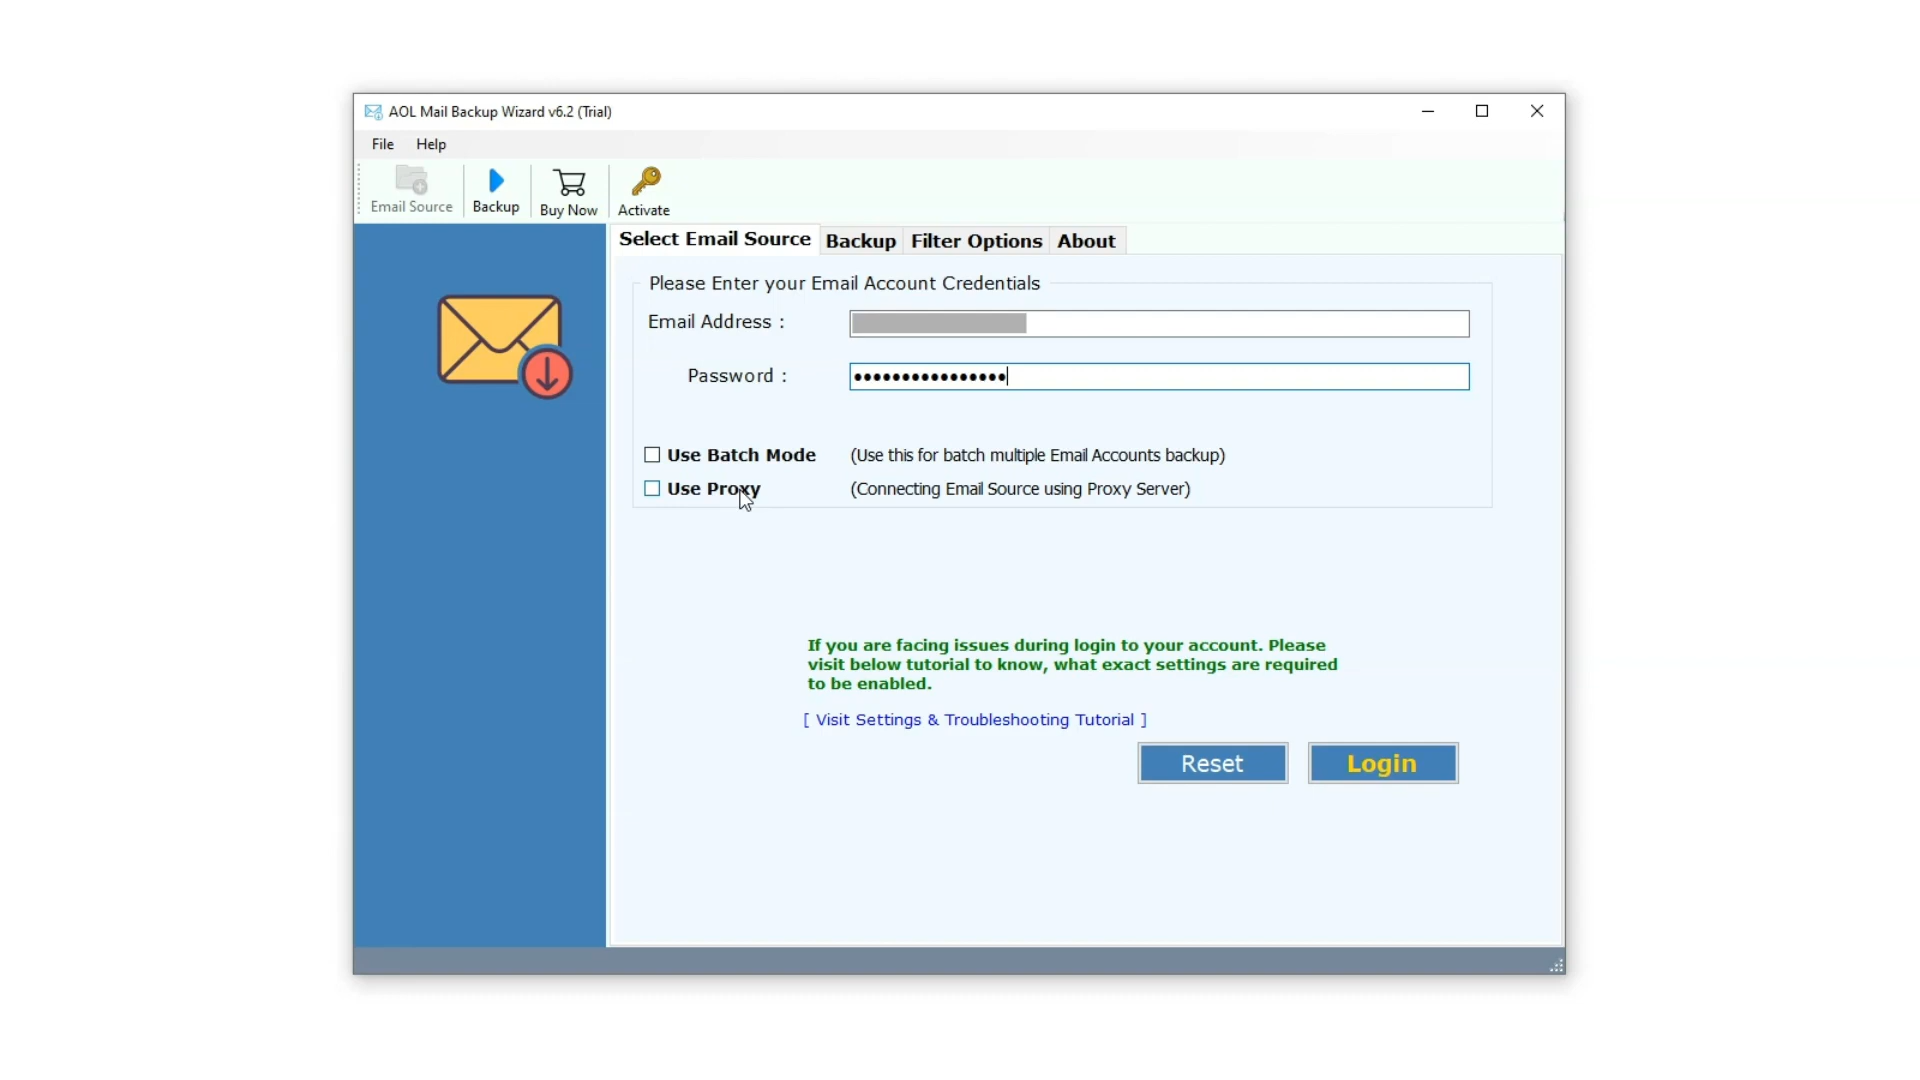 AOL Mail Backup Wizard v6.2 (Trial)
File Help
Email Source Backup Buy Now Activate
Select Email Source Backup Filter Options About
Please Enter your Email Account Credentials
Email Address :
Password : ••••••••••••••••
Use Batch Mode (Use this for batch multiple Email Accounts backup)
Use Proxy (Connecting Email Source using Proxy Server)
If you are facing issues during login to your account. Please
visit below tutorial to know, what exact settings are required
to be enabled.
[ Visit Settings & Troubleshooting Tutorial ]
Reset Login